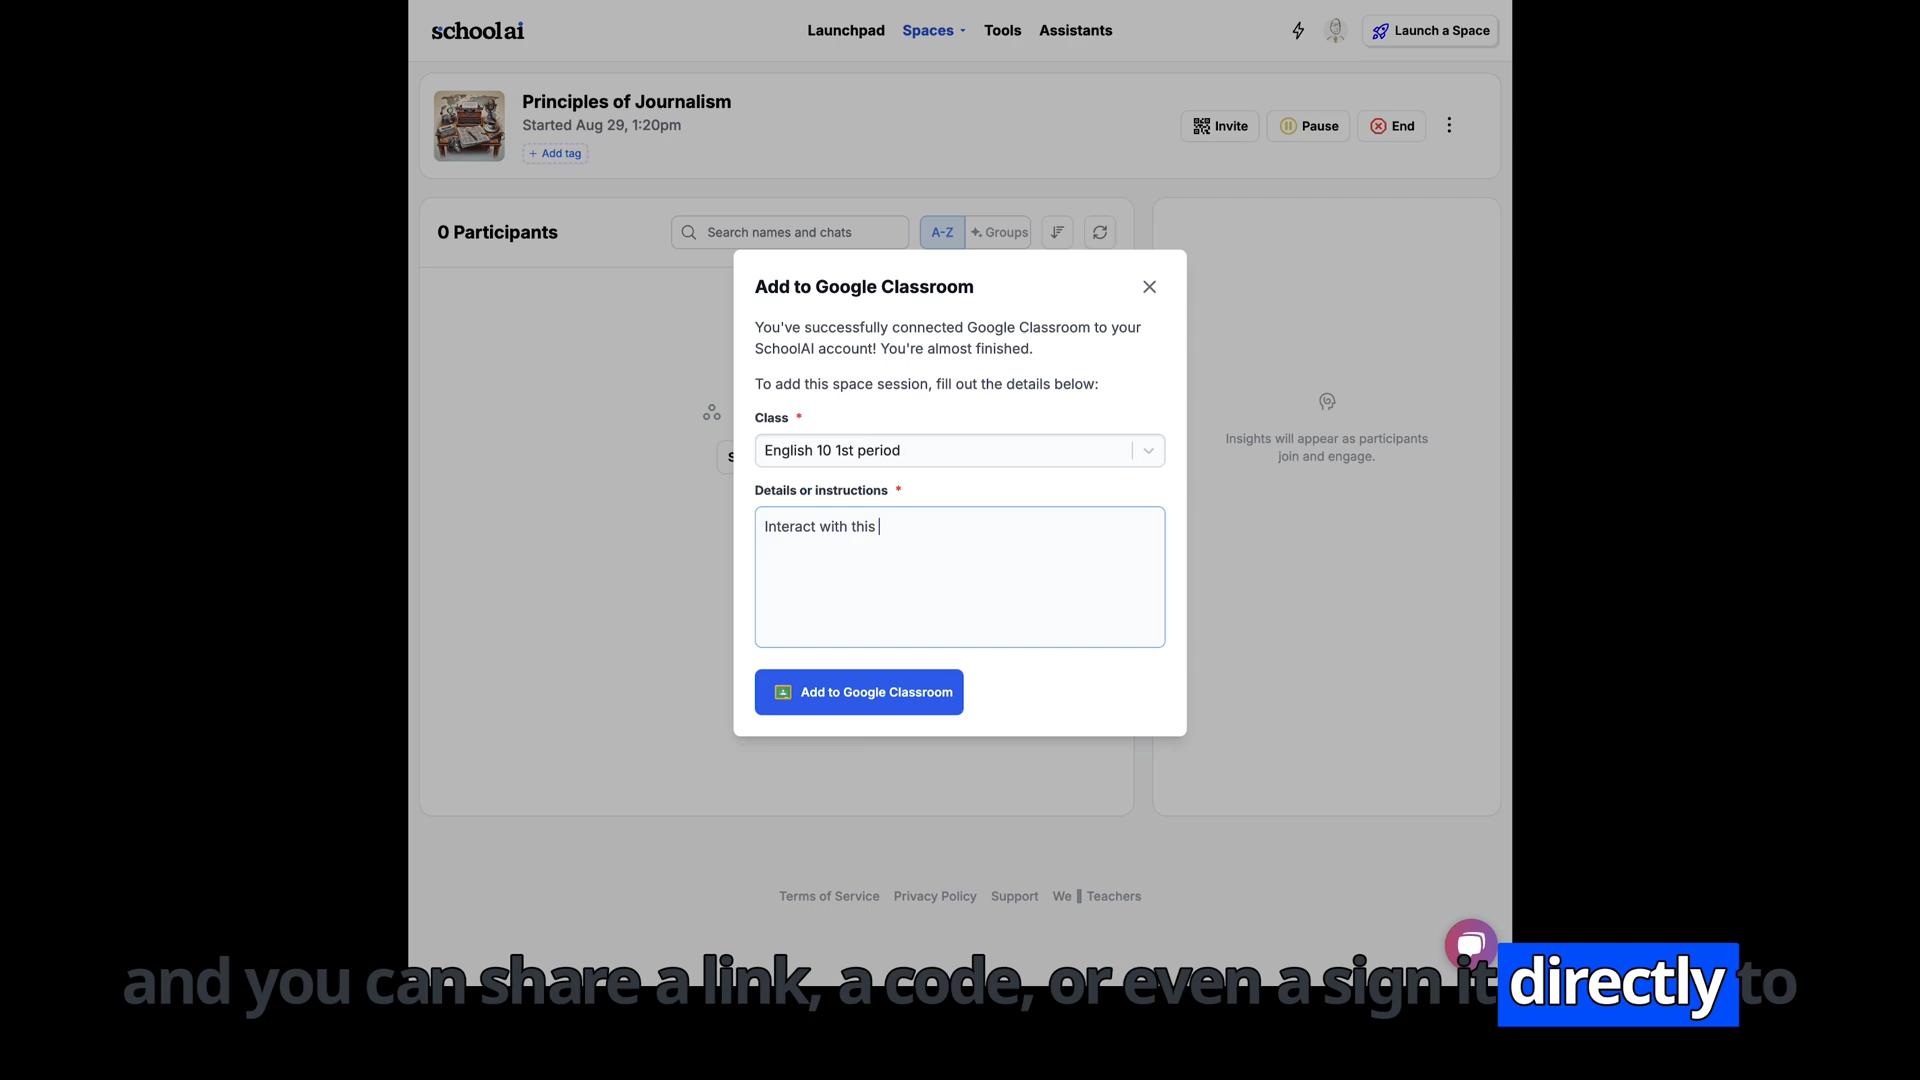 schoolai
Launchpad
Spaces
Tools
Assistants
Launch a Space
Principles of Journalism
Started Aug 29, 1:20pm
+ Add tag
Invite
Pause
End
0 Participants
Search names and chats
A-Z
Groups
Add to Google Classroom
You've successfully connected Google Classroom to your
SchoolAI account! You're almost finished.
To add this space session, fill out the details below:
Class *
English 10 1st period
Details or instructions *
Interact with this
Add to Google Classroom
S
Insights will appear as participants
join and engage.
Terms of Service
Privacy Policy
Support
We
Teachers
and you can share a link, a code, or even a sign it directly to